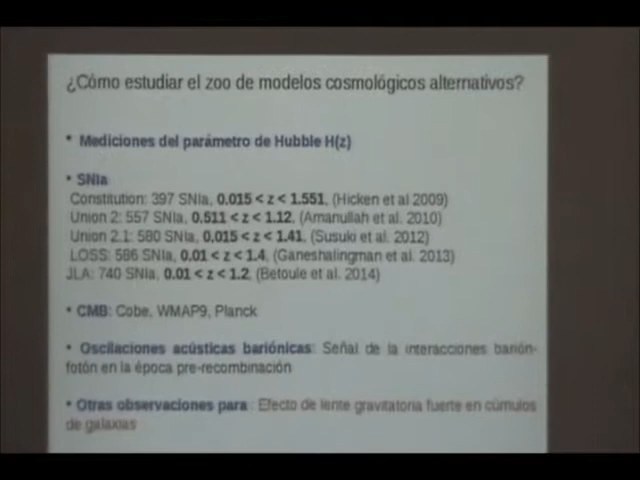 ¿Cómo estudiar el zoo de modelos cosmológicos alternativos?
• Mediciones del parámetro de Hubble H(z)
• SNIa
Constitution: 397 SNIa, 0.015 < z < 1.551, (Hicken et al 2009)
Union 2: 557 SNIa, 0.511 < z < 1.12, (Amanullah et al. 2010)
Union 2.1: 580 SNIa, 0.015 < z < 1.41, (Susuki et al. 2012)
LOSS: 586 SNIa, 0.01 < z < 1.4, (Ganeshalingman et al. 2013)
JLA: 740 SNIa, 0.01 < z < 1.2, (Betoule et al. 2014)
• CMB: Cobe, WMAP9, Planck
• Oscilaciones acústicas bariónicas: Señal de la interacciones barión-
fotón en la época pre-recombinación
• Otras observaciones para : Efecto de lente gravitatoria fuerte en cúmulos
de galaxias